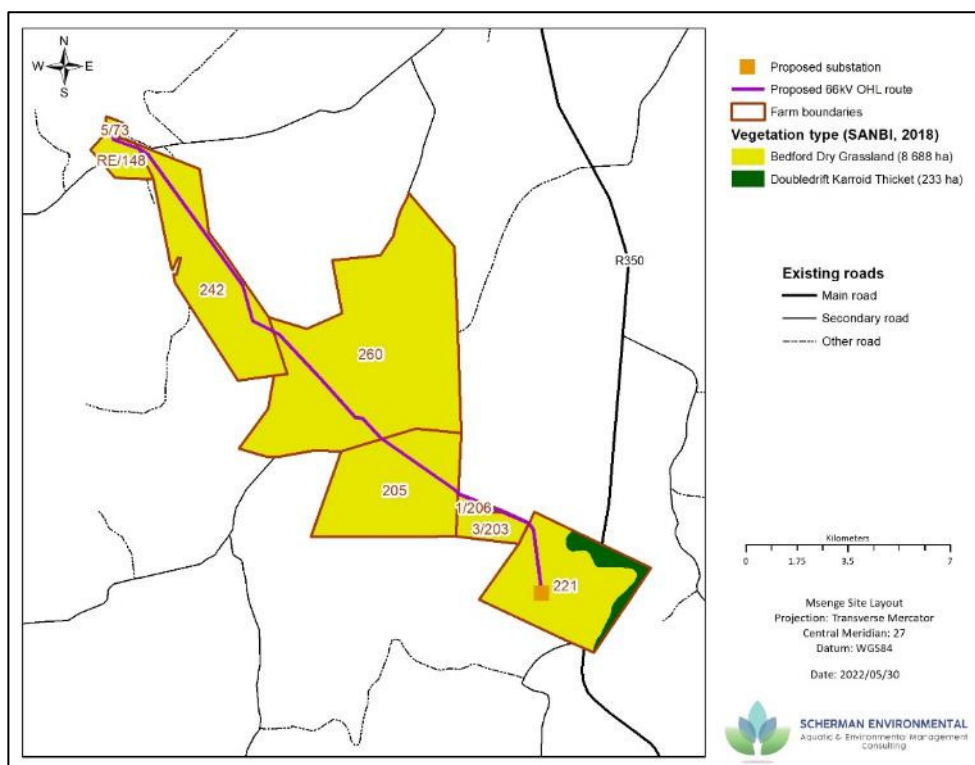 N
W E
S
5/73
RE/148
242
260
205
1/206
3/203
221
R350
Proposed substation
Proposed 66kV OHL route
Farm boundaries
Vegetation type (SANBI, 2018)
Bedford Dry Grassland (8 688 ha)
Doubledrift Karroid Thicket (233 ha)
Existing roads
Main road
Secondary road
Other road
Kilometers
0 1.75 3.5 7
Msenge Site Layout
Projection: Transverse Mercator
Central Meridian: 27
Datum: WGS84
Date: 2022/05/30
SCHERMAN ENVIRONMENTAL
Aquatic & Environmental Management
Consulting